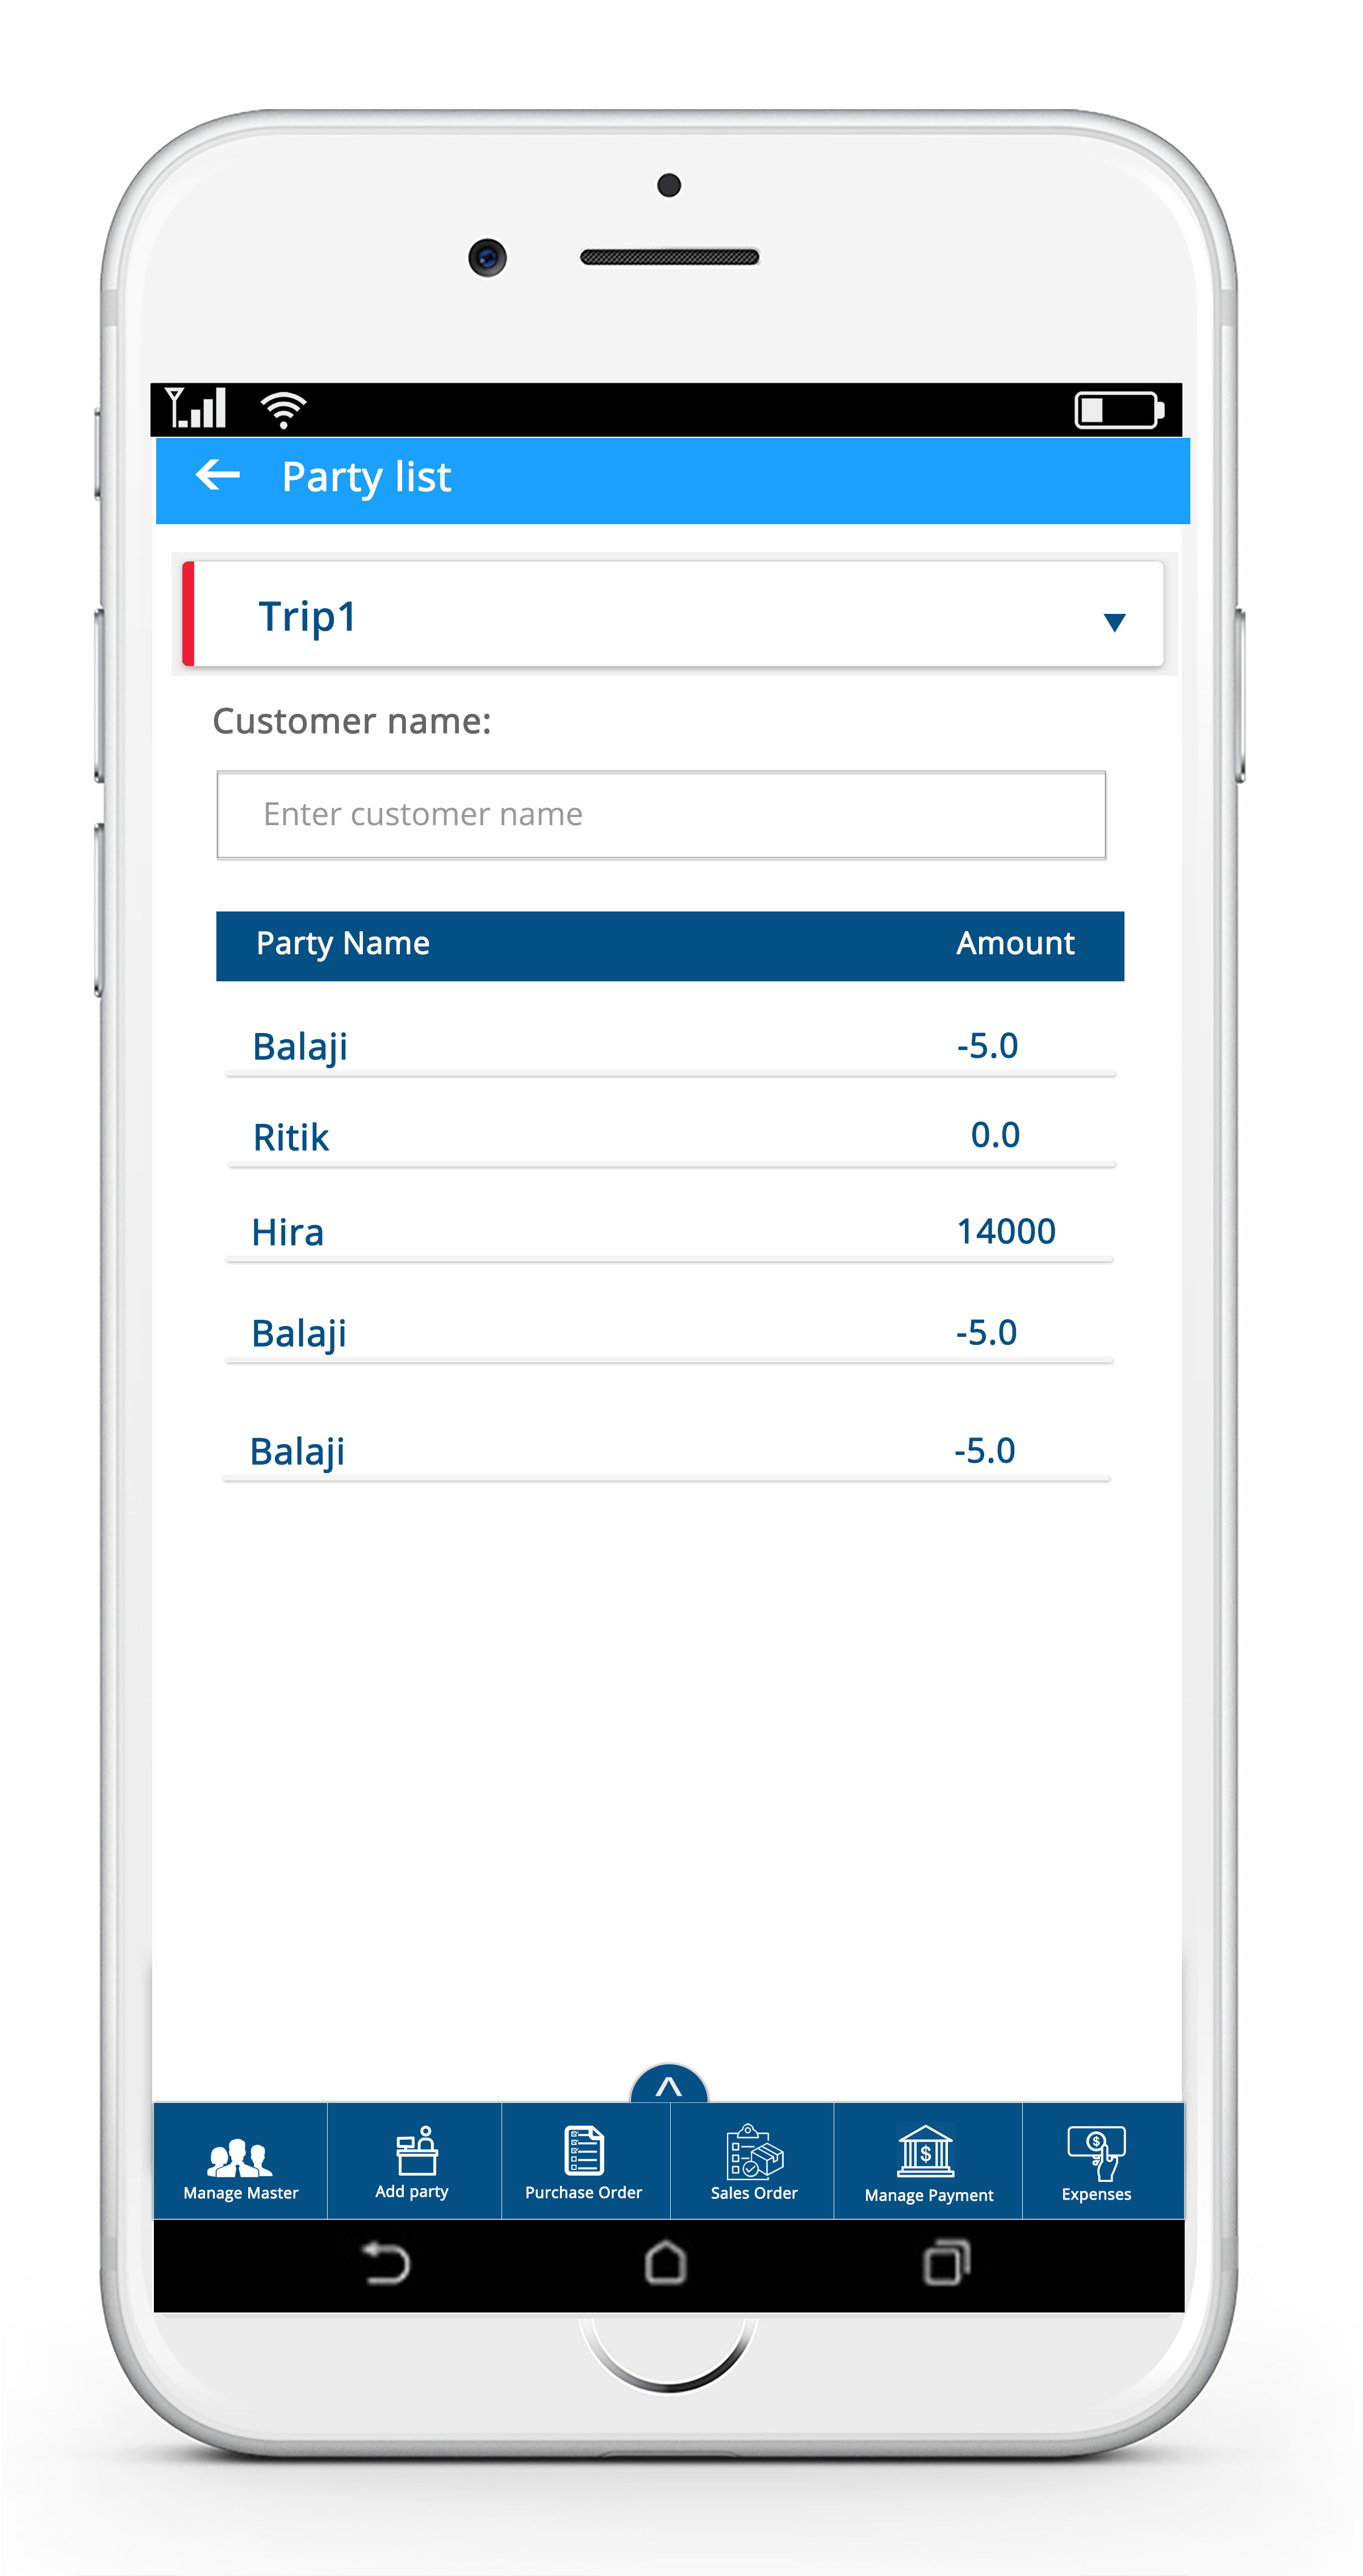 Party list
Trip1
Customer name:
Enter customer name
Party Name Amount
Balaji -5.0
Ritik 0.0
Hira 14000
Balaji -5.0
Balaji -5.0
Manage Master Add party Purchase Order Sales Order Manage Payment Expenses